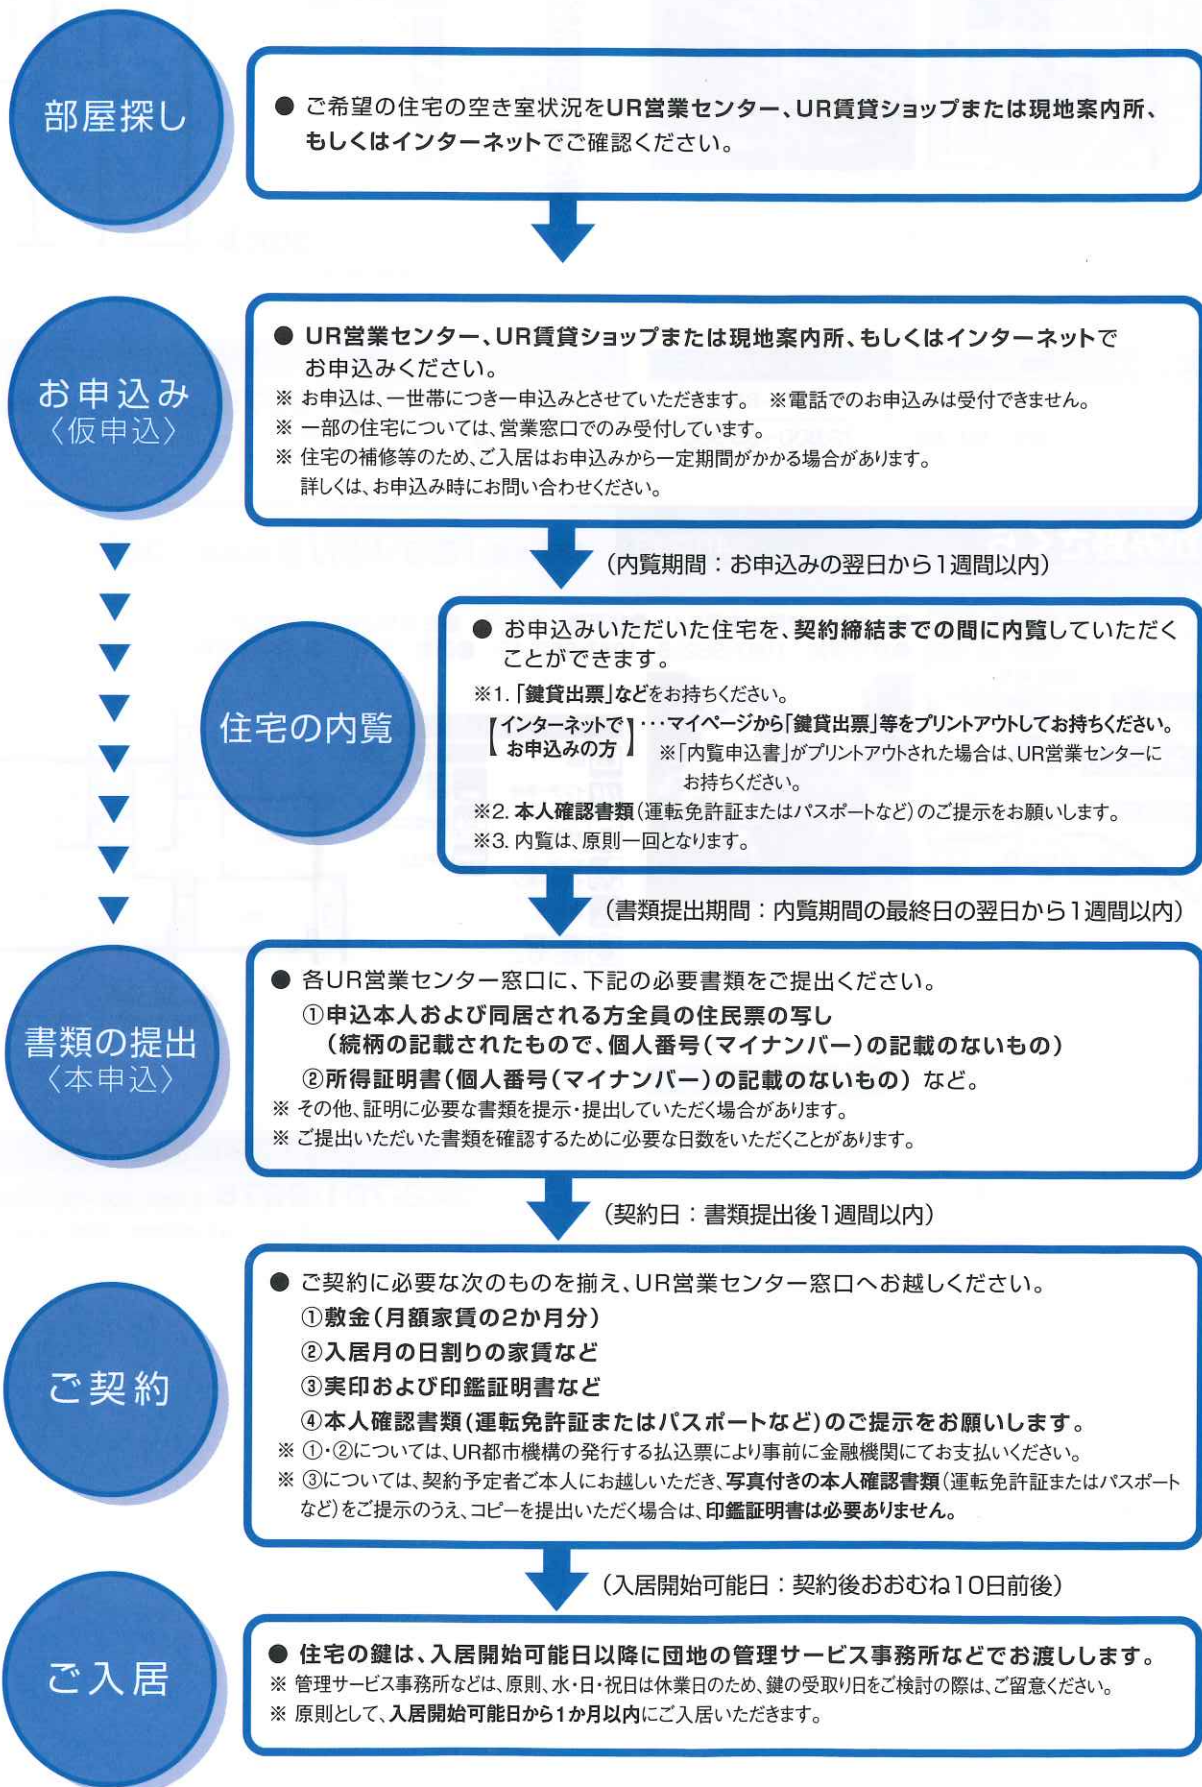 部屋探し
● ご希望の住宅の空き室状況をUR営業センター、UR賃貸ショップまたは現地案内所、
もしくはインターネットでご確認ください。
お申込み
〈仮申込〉
● UR営業センター、UR賃貸ショップまたは現地案内所、もしくはインターネットで
お申込みください。
※ お申込は、一世帯につき一申込みとさせていただきます。 ※電話でのお申込みは受付できません。
※ 一部の住宅については、営業窓口でのみ受付しています。
※ 住宅の補修等のため、ご入居はお申込みから一定期間がかかる場合があります。
詳しくは、お申込み時にお問い合わせください。
(内覧期間：お申込みの翌日から1週間以内)
住宅の内覧
● お申込みいただいた住宅を、契約締結までの間に内覧していただく
ことができます。
※1.「鍵貸出票」などをお持ちください。
【インターネットで
お申込みの方】･･･マイページから「鍵貸出票」等をプリントアウトしてお持ちください。
※「内覧申込書」がプリントアウトされた場合は、UR営業センターに
お持ちください。
※2. 本人確認書類(運転免許証またはパスポートなど)のご提示をお願いします。
※3. 内覧は、原則一回となります。
(書類提出期間：内覧期間の最終日の翌日から1週間以内)
書類の提出
〈本申込〉
● 各UR営業センター窓口に、下記の必要書類をご提出ください。
①申込本人および同居される方全員の住民票の写し
(続柄の記載されたもので、個人番号(マイナンバー)の記載のないもの)
②所得証明書(個人番号(マイナンバー)の記載のないもの) など。
※ その他、証明に必要な書類を提示・提出していただく場合があります。
※ ご提出いただいた書類を確認するために必要な日数をいただくことがあります。
(契約日：書類提出後1週間以内)
ご契約
● ご契約に必要な次のものを揃え、UR営業センター窓口へお越しください。
①敷金(月額家賃の2か月分)
②入居月の日割りの家賃など
③実印および印鑑証明書など
④本人確認書類(運転免許証またはパスポートなど)のご提示をお願いします。
※ ①・②については、UR都市機構の発行する払込票により事前に金融機関にてお支払いください。
※ ③については、契約予定者ご本人にお越しいただき、写真付きの本人確認書類(運転免許証またはパスポート
など)をご提示のうえ、コピーを提出いただく場合は、印鑑証明書は必要ありません。
(入居開始可能日：契約後おおむね10日前後)
ご入居
● 住宅の鍵は、入居開始可能日以降に団地の管理サービス事務所などでお渡しします。
※ 管理サービス事務所などは、原則、水・日・祝日は休業日のため、鍵の受取り日をご検討の際は、ご留意ください。
※ 原則として、入居開始可能日から1か月以内にご入居いただきます。